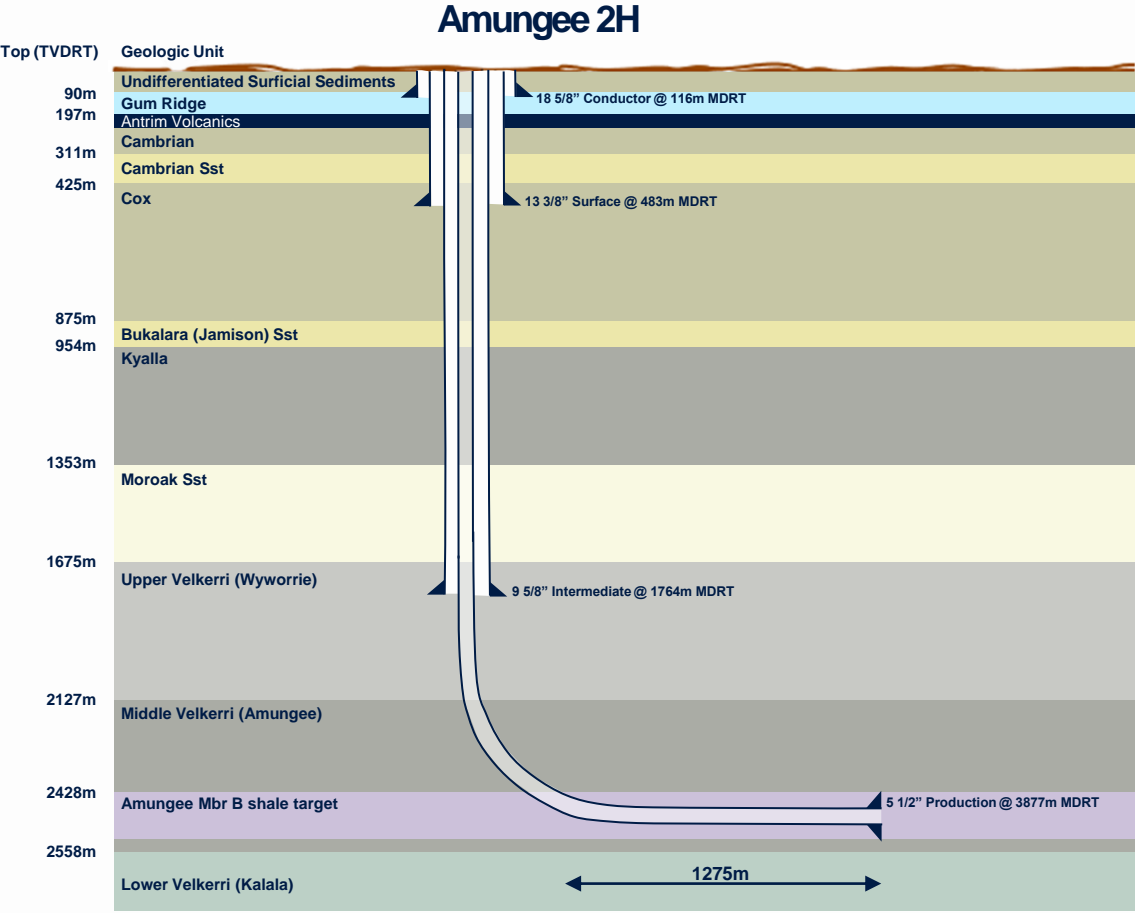 Amungee 2H
Top (TVDRT) Geologic Unit
Undifferentiated Surficial Sediments
90m
18 5/8” Conductor @ 116m MDRT
Gum Ridge
197m
Antrim Volcanics
Cambrian
311m
Cambrian Sst
425m
Cox
13 3/8” Surface @ 483m MDRT
875m
Bukalara (Jamison) Sst
954m
Kyalla
1353m
Moroak Sst
1675m
Upper Velkerri (Wyworrie)
9 5/8” Intermediate @ 1764m MDRT
2127m
Middle Velkerri (Amungee)
2428m
Amungee Mbr B shale target
5 1/2” Production @ 3877m MDRT
2558m
1275m
Lower Velkerri (Kalala)